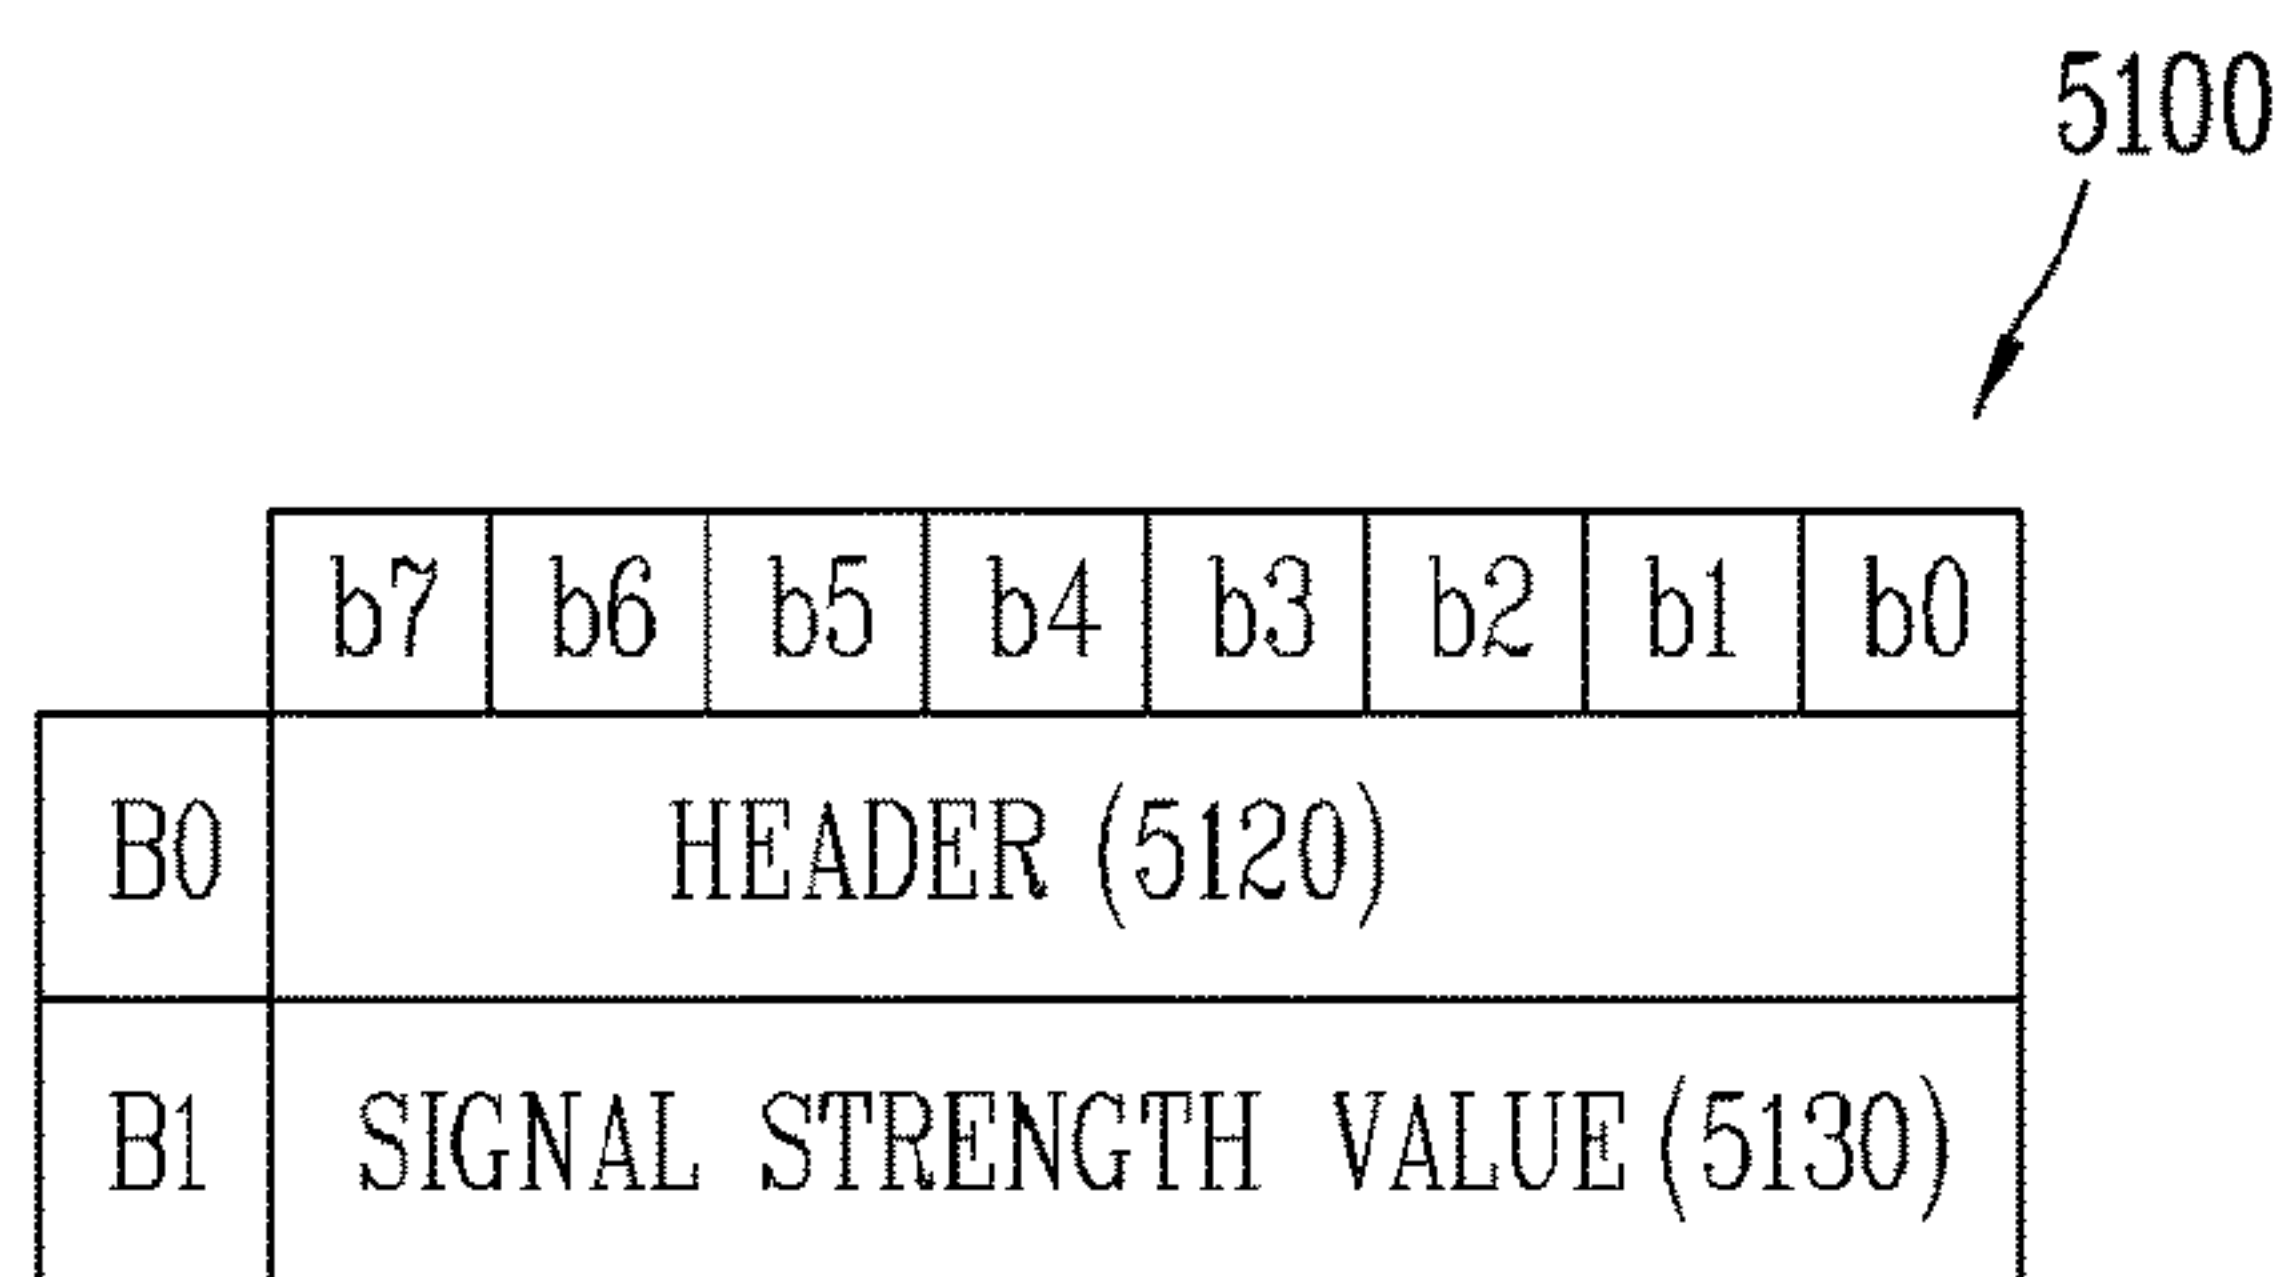 5100
b7 b6 b5 b4 b3 b2 b1 b0
B0 HEADER (5120)
B1 SIGNAL STRENGTH VALUE (5130)